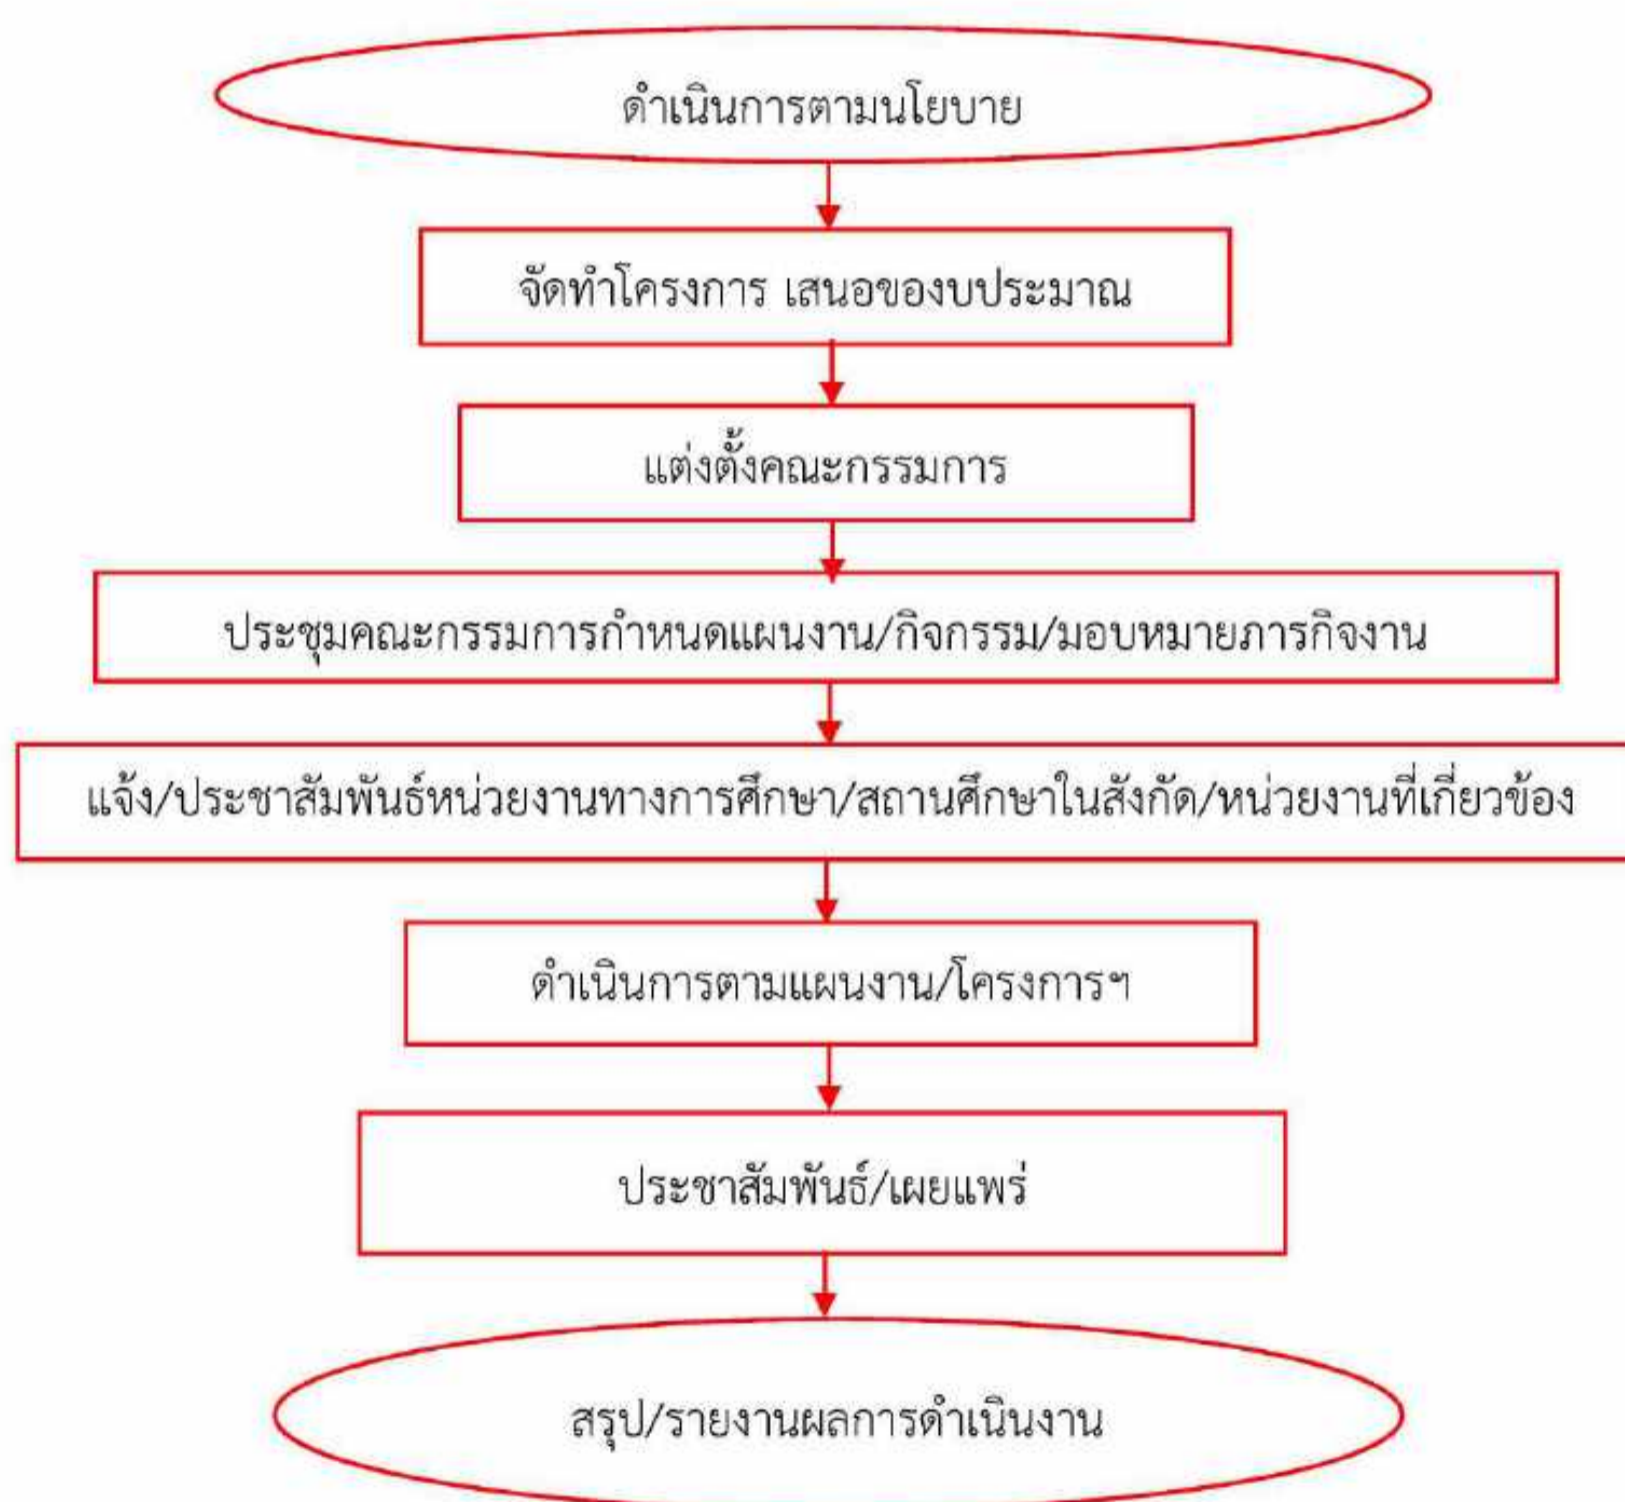 ดำเนินการตามนโยบาย
จัดทำโครงการ เสนอของบประมาณ
แต่งตั้งคณะกรรมการ
ประชุมคณะกรรมการกำหนดแผนงาน/กิจกรรม/มอบหมายภารกิจงาน
แจ้ง/ประชาสัมพันธ์หน่วยงานทางการศึกษา/สถานศึกษาในสังกัด/หน่วยงานที่เกี่ยวข้อง
ดำเนินการตามแผนงาน/โครงการฯ
ประชาสัมพันธ์/เผยแพร่
สรุป/รายงานผลการดำเนินงาน